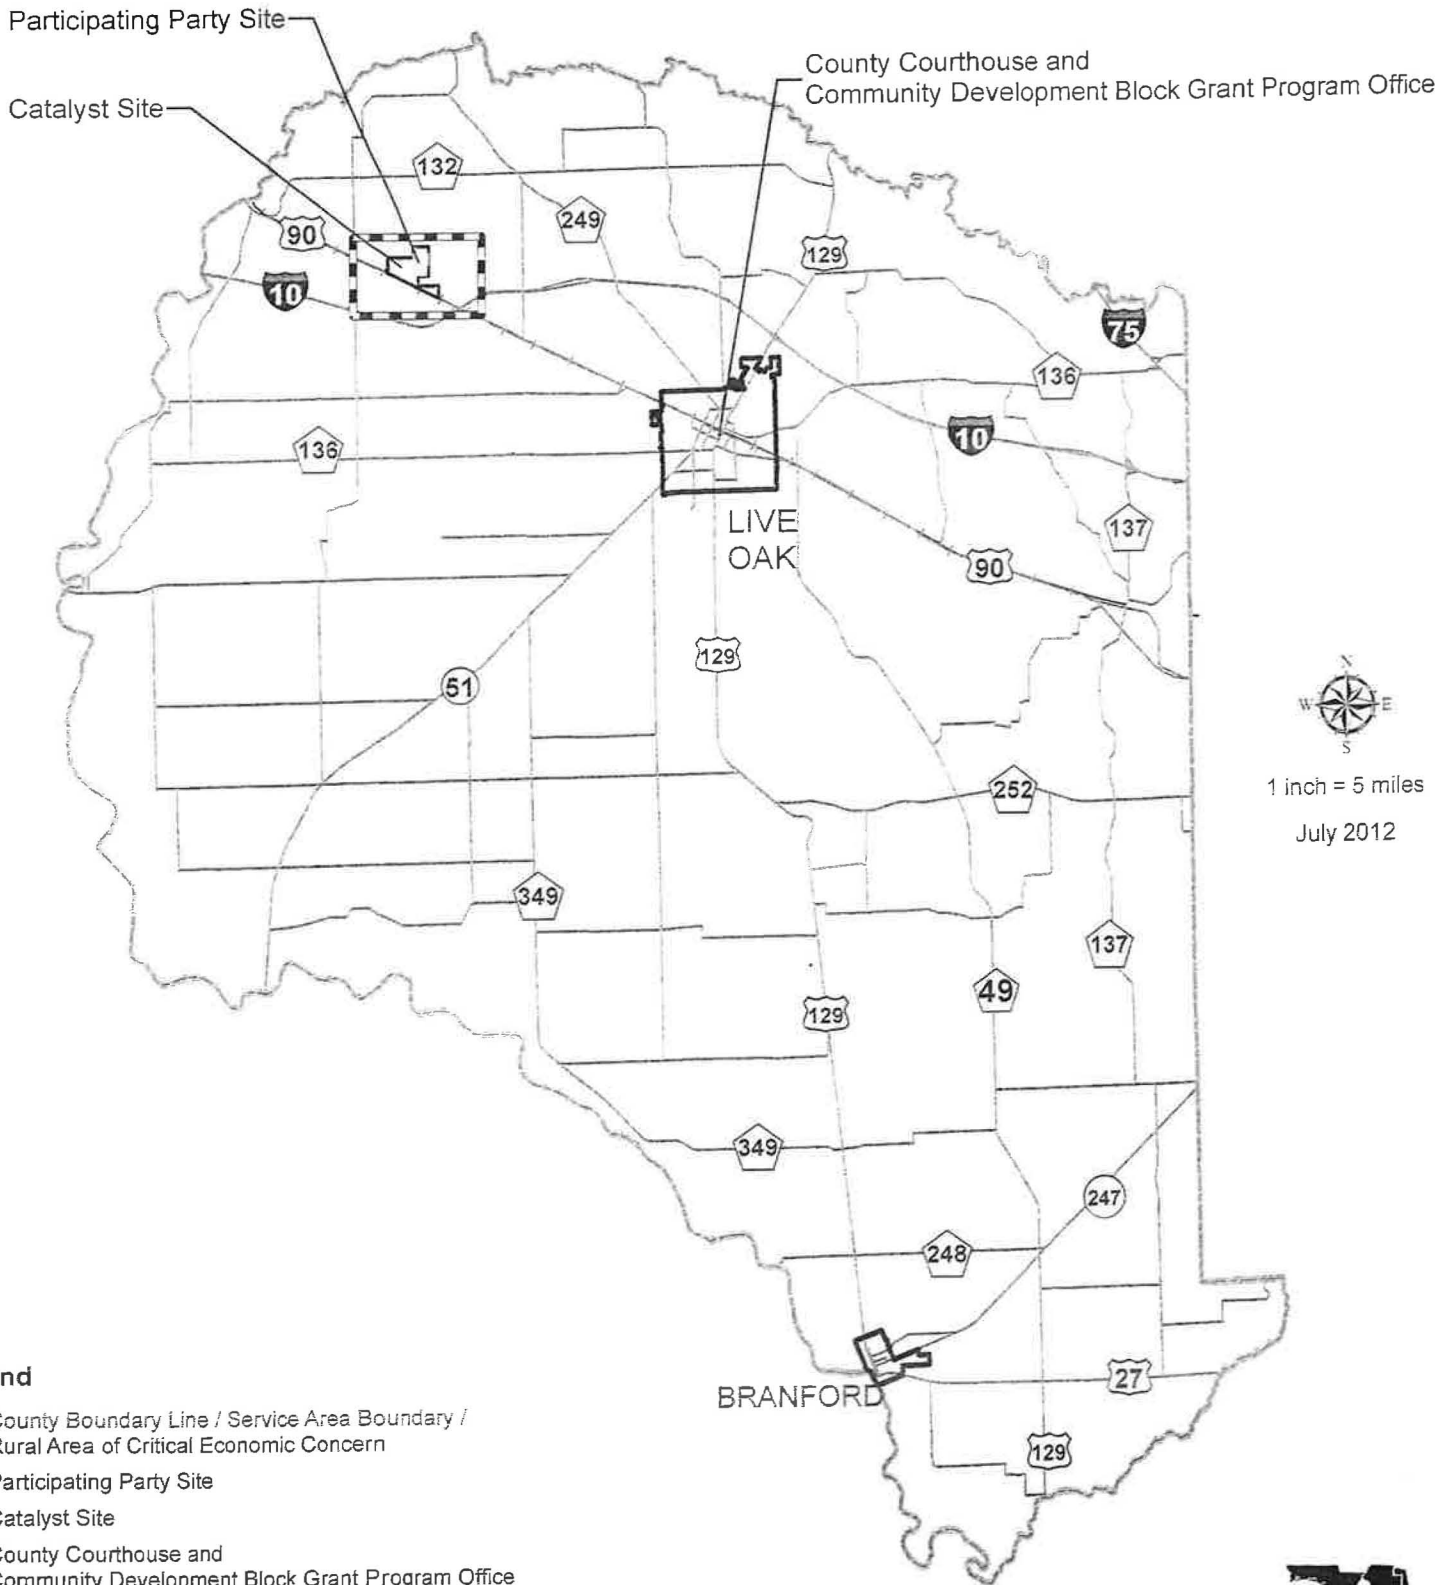 Participating Party Site
Catalyst Site
County Courthouse and
Community Development Block Grant Program Office
132
249
90
129
10
75
136
136
10
LIVE
OAK
137
90
129
51
N
W E
S
1 inch = 5 miles
July 2012
252
349
137
49
129
349
247
248
BRANFORD
27
129
nd
County Boundary Line / Service Area Boundary /
Rural Area of Critical Economic Concern
Participating Party Site
Catalyst Site
County Courthouse and
Community Development Block Grant Program Office